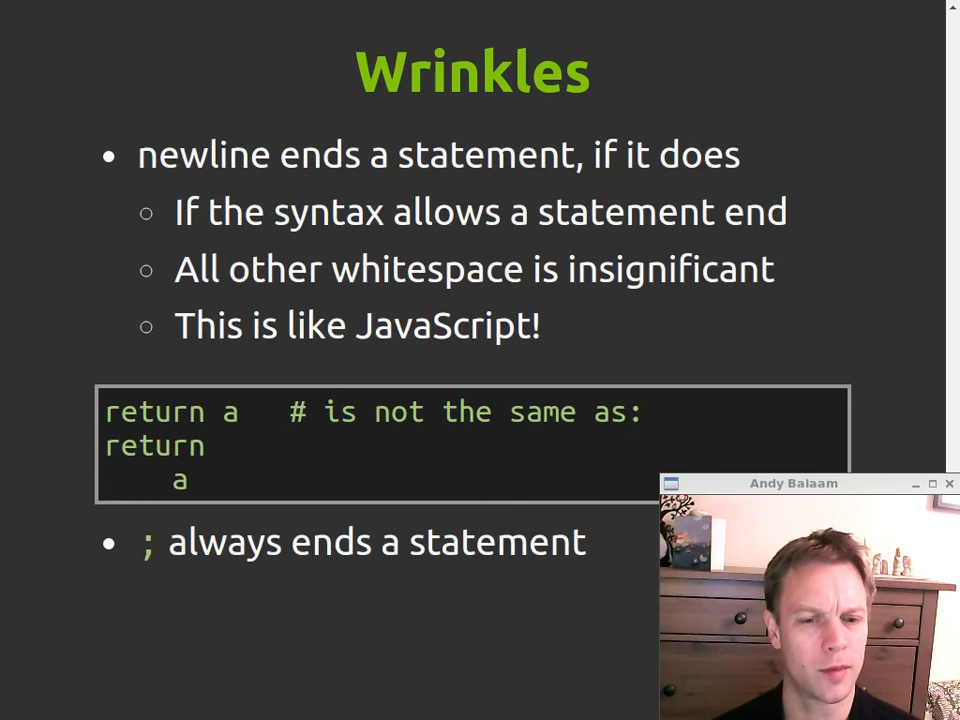 Wrinkles
• newline ends a statement, if it does
○ If the syntax allows a statement end
○ All other whitespace is insignificant
○ This is like JavaScript!
return a   # is not the same as:
return
    a
Andy Balaam
• ; always ends a statement